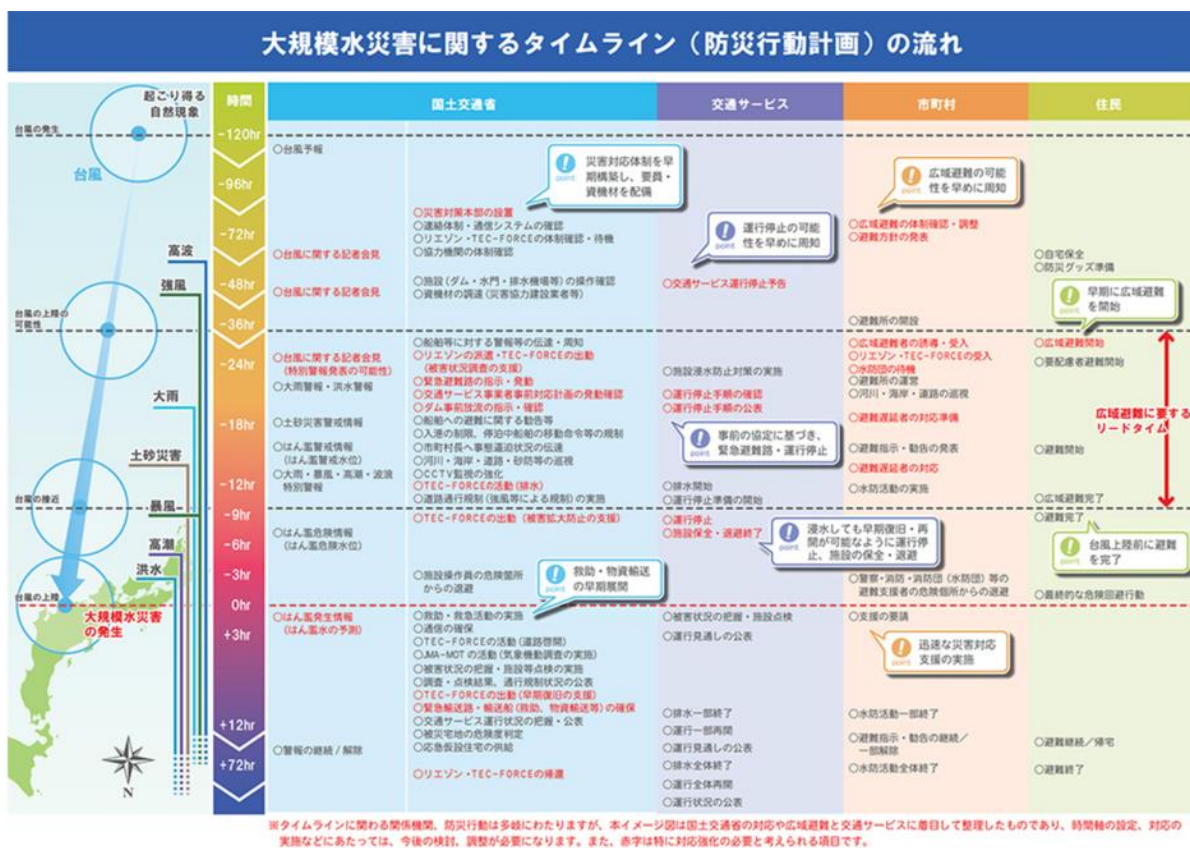 大規模水災害に関するタイムライン（防災行動計画）の流れ
起こり得る
自然現象
時間
国土交通省
交通サービス
市町村
住民
台風の発生
台風
高波
強風
台風の上陸の
可能性
大雨
土砂災害
台風の接近
暴風
高潮
洪水
台風の上陸
大規模水災害
の発生
N
-120hr
-96hr
-72hr
-48hr
-36hr
-24hr
-18hr
-12hr
-9hr
-6hr
-3hr
0hr
+3hr
+12hr
+72hr
○台風予報
○台風に関する記者会見
○台風に関する記者会見
○台風に関する記者会見
（特別警報発表の可能性）
○大雨警報・洪水警報
○土砂災害警戒情報
○はん濫警戒情報
（はん濫警戒水位）
○大雨・暴風・高潮・波浪
特別警報
○はん濫危険情報
（はん濫危険水位）
○はん濫発生情報
（はん濫水の予測）
○警報の継続/解除
point
災害対応体制を早
期構築し、要員・
資機材を配備
○災害対策本部の設置
○連絡体制・通信システムの確認
○リエゾン・TEC-FORCEの体制確認・待機
○協力機関の体制確認
○施設（ダム・水門・排水機場等）の操作確認
○資機材の調達（災害協力建設業者等）
○船舶等に対する警報等の伝達・周知
○リエゾンの派遣・TEC-FORCEの出動
（被害状況調査の支援）
○緊急避難路の指示・発動
○交通サービス事業者事前対応計画の発動確認
○ダム事前放流の指示・確認
○船舶への避難に関する勧告等
○入港の制限、停泊中船舶の移動命令等の規制
○市町村長へ事態逼迫状況の伝達
○河川・海岸・道路・砂防等の巡視
○CCTV監視の強化
○TEC-FORCEの活動（排水）
○道路通行規制（強風等による規制）の実施
○TEC-FORCEの出動（被害拡大防止の支援）
○施設操作員の危険箇所
からの退避
point
救助・物資輸送
の早期展開
○救助・救急活動の実施
○通信の確保
○TEC-FORCEの活動（道路啓開）
○JMA-MOTの活動（気象機動調査の実施）
○被害状況の把握・施設等点検の実施
○調査・点検結果、通行規制状況の公表
○TEC-FORCEの出動（早期復旧の支援）
○緊急輸送路・輸送船（救助、物資輸送等）の確保
○交通サービス運行状況の把握・公表
○被災宅地の危険度判定
○応急仮設住宅の供給
○リエゾン・TEC-FORCEの帰還
point
運行停止の可能
性を早めに周知
○交通サービス運行停止予告
○施設浸水防止対策の実施
○運行停止手順の確認
○運行停止手順の公表
point
事前の協定に基づき、
緊急避難路・運行停止
○排水開始
○運行停止準備の開始
○運行停止
○施設保全・退避終了
point
浸水しても早期復旧・再
開が可能なように運行停
止、施設の保全・退避
○被害状況の把握・施設点検
○運行見通しの公表
○排水一部終了
○運行一部再開
○運行見通しの公表
○排水全体終了
○運行全体再開
○運行状況の公表
point
広域避難の可能
性を早めに周知
○広域避難の体制確認・調整
○避難方針の発表
○避難所の開設
○広域避難者の誘導・受入
○リエゾン・TEC-FORCEの受入
○水防団の待機
○避難所の運営
○河川・海岸・道路の巡視
○避難遅延者の対応準備
○避難指示・勧告の発表
○避難遅延者の対応
○水防活動の実施
○警察・消防・消防団（水防団）等の
避難支援者の危険個所からの退避
○支援の要請
point
迅速な災害対応
支援の実施
○水防活動一部終了
○避難指示・勧告の継続/
一部解除
○水防活動全体終了
○自宅保全
○防災グッズ準備
point
早期に広域避難
を開始
○広域避難開始
○要配慮者避難開始
広域避難に要する
リードタイム
○避難開始
○広域避難完了
○避難完了
point
台風上陸前に避難
を完了
○最終的な危険回避行動
○避難継続/帰宅
○避難終了
※タイムラインに関わる関係機関、防災行動は多岐にわたりますが、本イメージ図は国土交通省の対応や広域避難と交通サービスに着目して整理したものであり、時間軸の設定、対応の
実施などにあたっては、今後の検討、調整が必要になります。また、赤字は特に対応強化の必要と考えられる項目です。